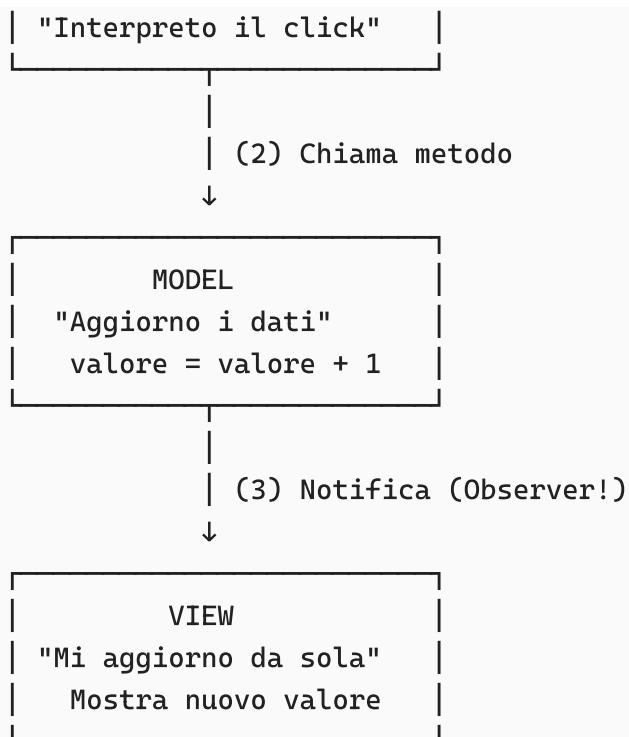 "Interpreto il click"
(2) Chiama metodo
↓
MODEL
"Aggiorno i dati"
valore = valore + 1
(3) Notifica (Observer!)
↓
VIEW
"Mi aggiorno da sola"
Mostra nuovo valore